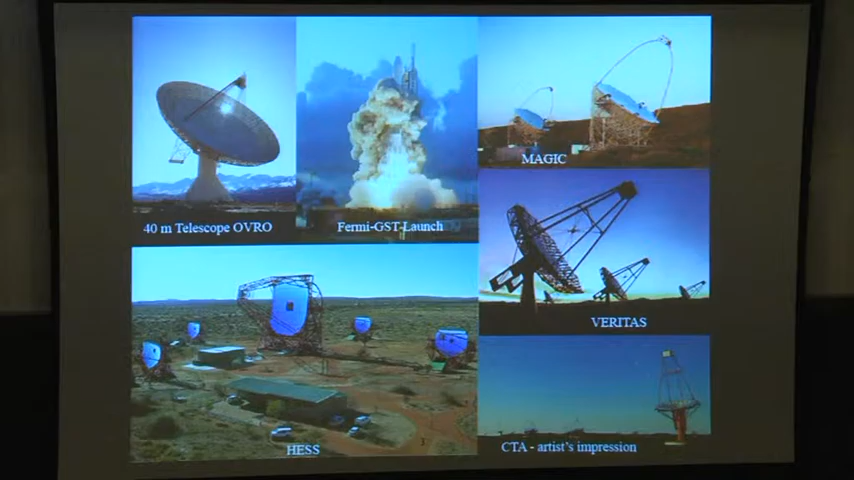 MAGIC
40 m Telescope OVRO
Fermi-GST-Launch
VERITAS
HESS
CTA - artist's impression